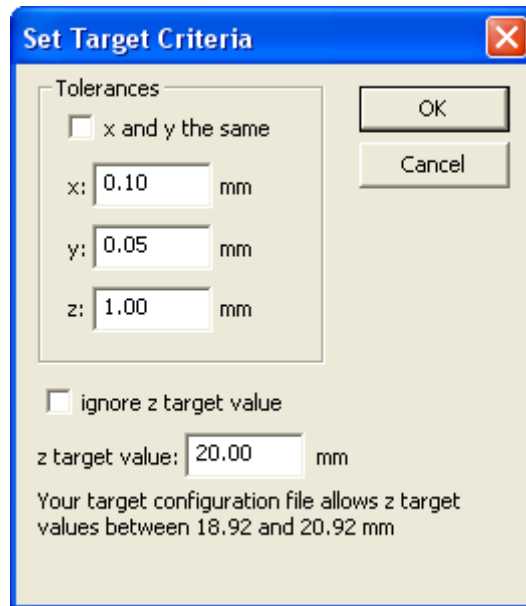 Set Target Criteria
Tolerances
x and y the same
x: 0.10 mm
y: 0.05 mm
z: 1.00 mm
OK
Cancel
ignore z target value
z target value: 20.00 mm
Your target configuration file allows z target
values between 18.92 and 20.92 mm